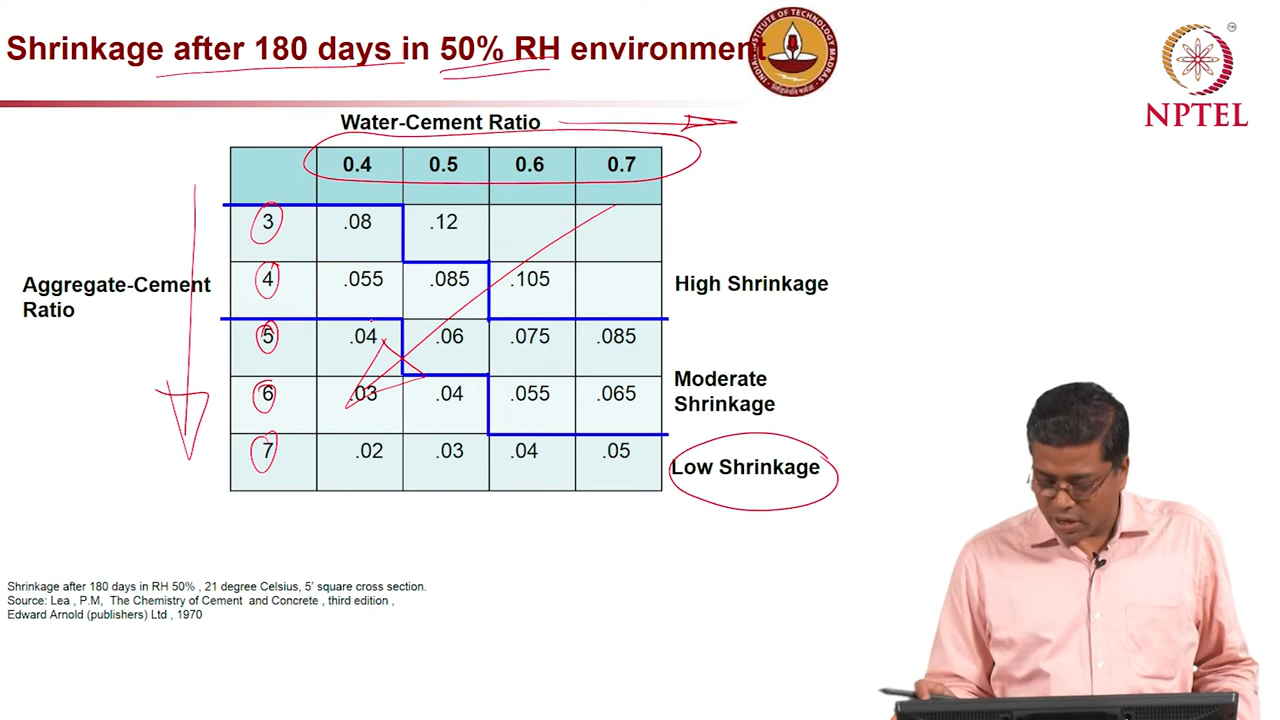 Shrinkage after 180 days in 50% RH environment
NPTEL
Water-Cement Ratio
0.4 0.5 0.6 0.7
3 .08 .12
4 .055 .085 .105
Aggregate-Cement
Ratio
High Shrinkage
5 .04 .06 .075 .085
6 .03 .04 .055 .065
Moderate
Shrinkage
7 .02 .03 .04 .05
Low Shrinkage
Shrinkage after 180 days in RH 50% , 21 degree Celsius, 5' square cross section.
Source: Lea , P.M, The Chemistry of Cement and Concrete , third edition ,
Edward Arnold (publishers) Ltd , 1970